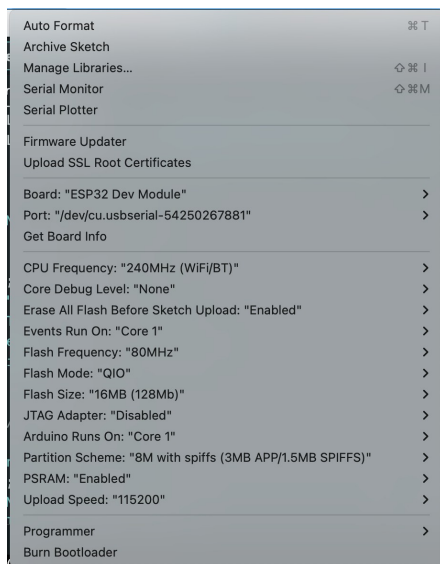 Auto Format ⌘ T
Archive Sketch
Manage Libraries... ⇧ ⌘ I
Serial Monitor ⇧ ⌘ M
Serial Plotter
Firmware Updater
Upload SSL Root Certificates
Board: "ESP32 Dev Module"
Port: "/dev/cu.usbserial-54250267881"
Get Board Info
CPU Frequency: "240MHz (WiFi/BT)"
Core Debug Level: "None"
Erase All Flash Before Sketch Upload: "Enabled"
Events Run On: "Core 1"
Flash Frequency: "80MHz"
Flash Mode: "QIO"
Flash Size: "16MB (128Mb)"
JTAG Adapter: "Disabled"
Arduino Runs On: "Core 1"
Partition Scheme: "8M with spiffs (3MB APP/1.5MB SPIFFS)"
PSRAM: "Enabled"
Upload Speed: "115200"
Programmer
Burn Bootloader